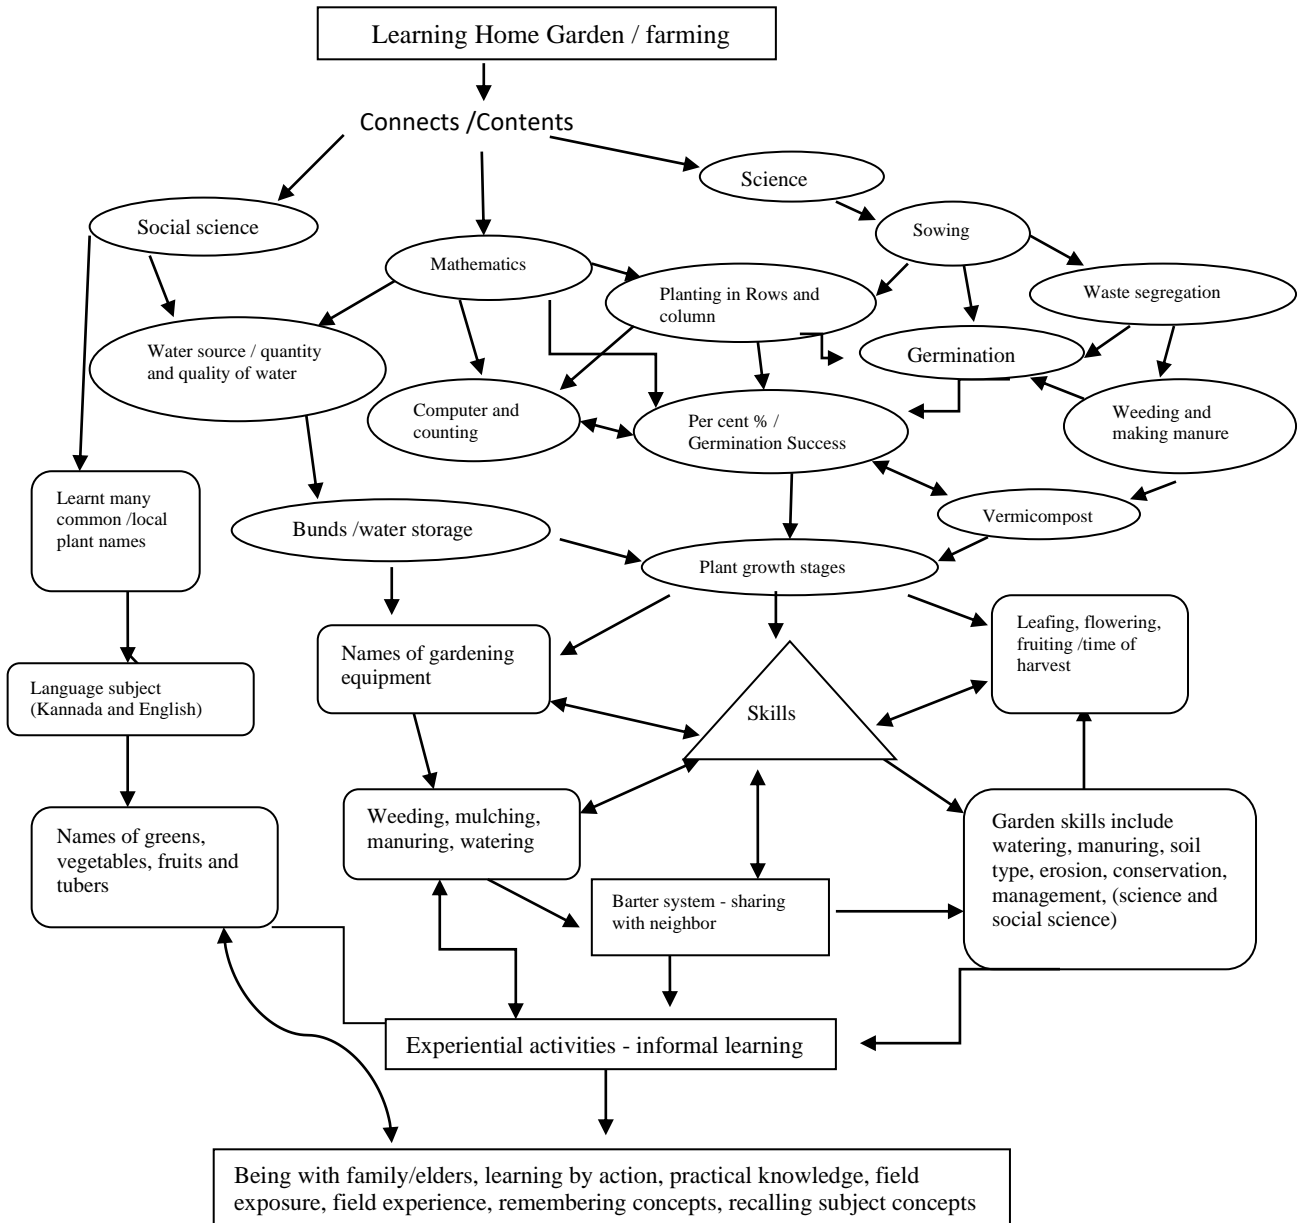 Learning Home Garden / farming
Connects /Contents
Science
Social science
Sowing
Mathematics
Planting in Rows and
column
Waste segregation
Water source / quantity
and quality of water
Germination
Computer and
counting
Per cent % /
Germination Success
Weeding and
making manure
Learnt many
common /local
plant names
Bunds /water storage
Vermicompost
Plant growth stages
Names of gardening
equipment
Leafing, flowering,
fruiting /time of
harvest
Language subject
(Kannada and English)
Skills
Names of greens,
vegetables, fruits and
tubers
Weeding, mulching,
manuring, watering
Garden skills include
watering, manuring, soil
type, erosion, conservation,
management, (science and
social science)
Barter system - sharing
with neighbor
Experiential activities - informal learning
Being with family/elders, learning by action, practical knowledge, field
exposure, field experience, remembering concepts, recalling subject concepts